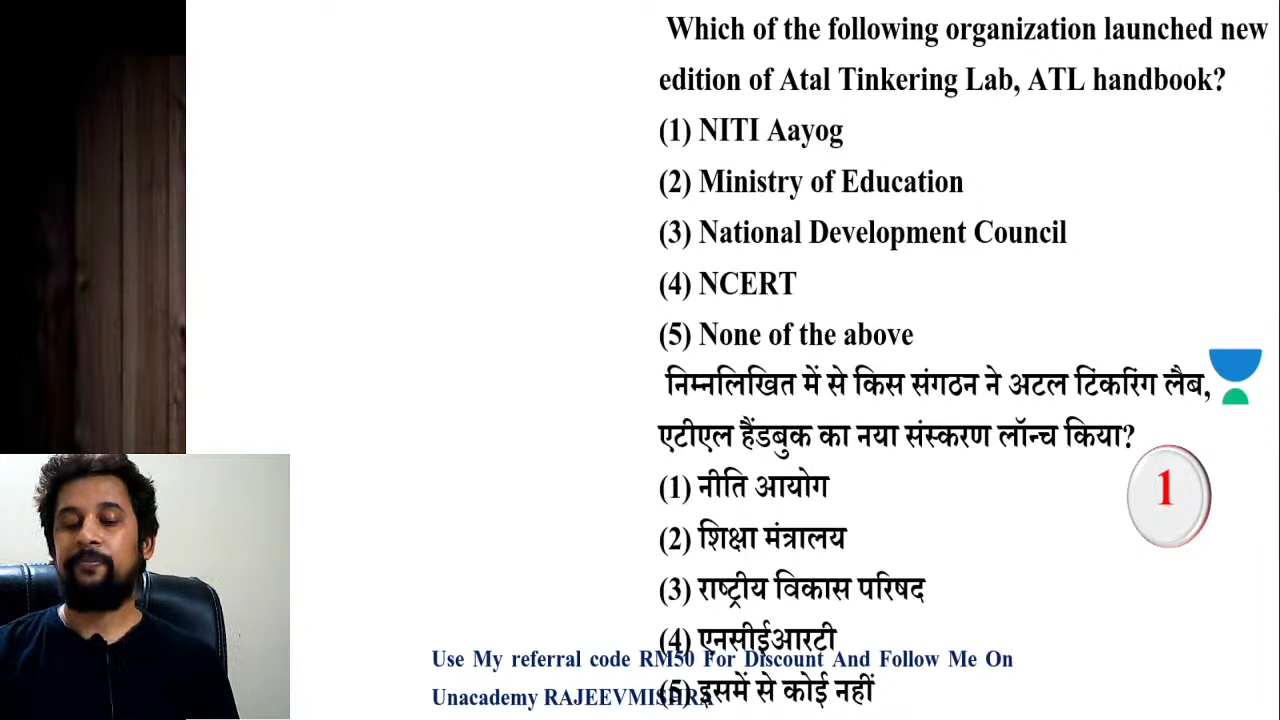 Which of the following organization launched new
edition of Atal Tinkering Lab, ATL handbook?
(1) NITI Aayog
(2) Ministry of Education
(3) National Development Council
(4) NCERT
(5) None of the above
निम्नलिखित में से किस संगठन ने अटल टिंकरिंग लैब,
एटीएल हैंडबुक का नया संस्करण लॉन्च किया?
1
(1) नीति आयोग
(2) शिक्षा मंत्रालय
(3) राष्ट्रीय विकास परिषद
(4) एनसीईआरटी
Use My referral code RM50 For Discount And Follow Me On
Unacademy RAJEEVMISHRA
(5) इसमें से कोई नहीं